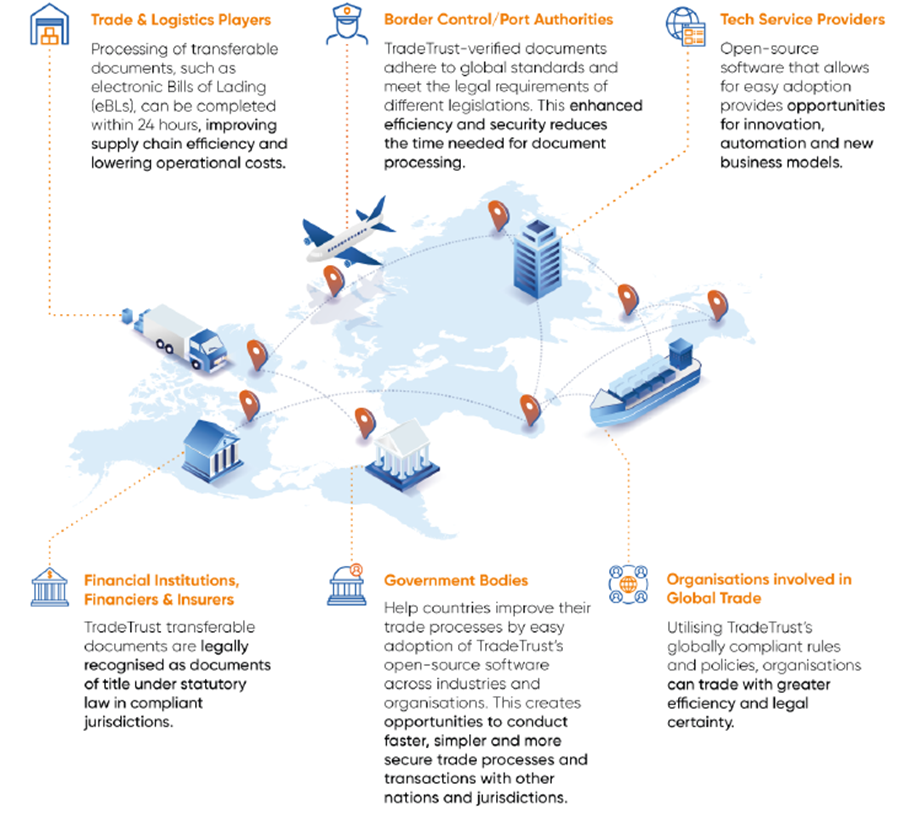 Trade & Logistics Players
Processing of transferable
documents, such as
electronic Bills of Lading
(eBLs), can be completed
within 24 hours, improving
supply chain efficiency and
lowering operational costs.
Border Control/Port Authorities
TradeTrust-verified documents
adhere to global standards and
meet the legal requirements of
different legislations. This enhanced
efficiency and security reduces
the time needed for document
processing.
Tech Service Providers
Open-source
software that allows
for easy adoption
provides opportunities
for innovation,
automation and new
business models.
Financial Institutions,
Financiers & Insurers
TradeTrust transferable
documents are legally
recognised as documents
of title under statutory
law in compliant
jurisdictions.
Government Bodies
Help countries improve their
trade processes by easy
adoption of TradeTrust's
open-source software
across industries and
organisations. This creates
opportunities to conduct
faster, simpler and more
secure trade processes and
transactions with other
nations and jurisdictions.
Organisations involved in
Global Trade
Utilising TradeTrust's
globally compliant rules
and policies, organisations
can trade with greater
efficiency and legal
certainty.